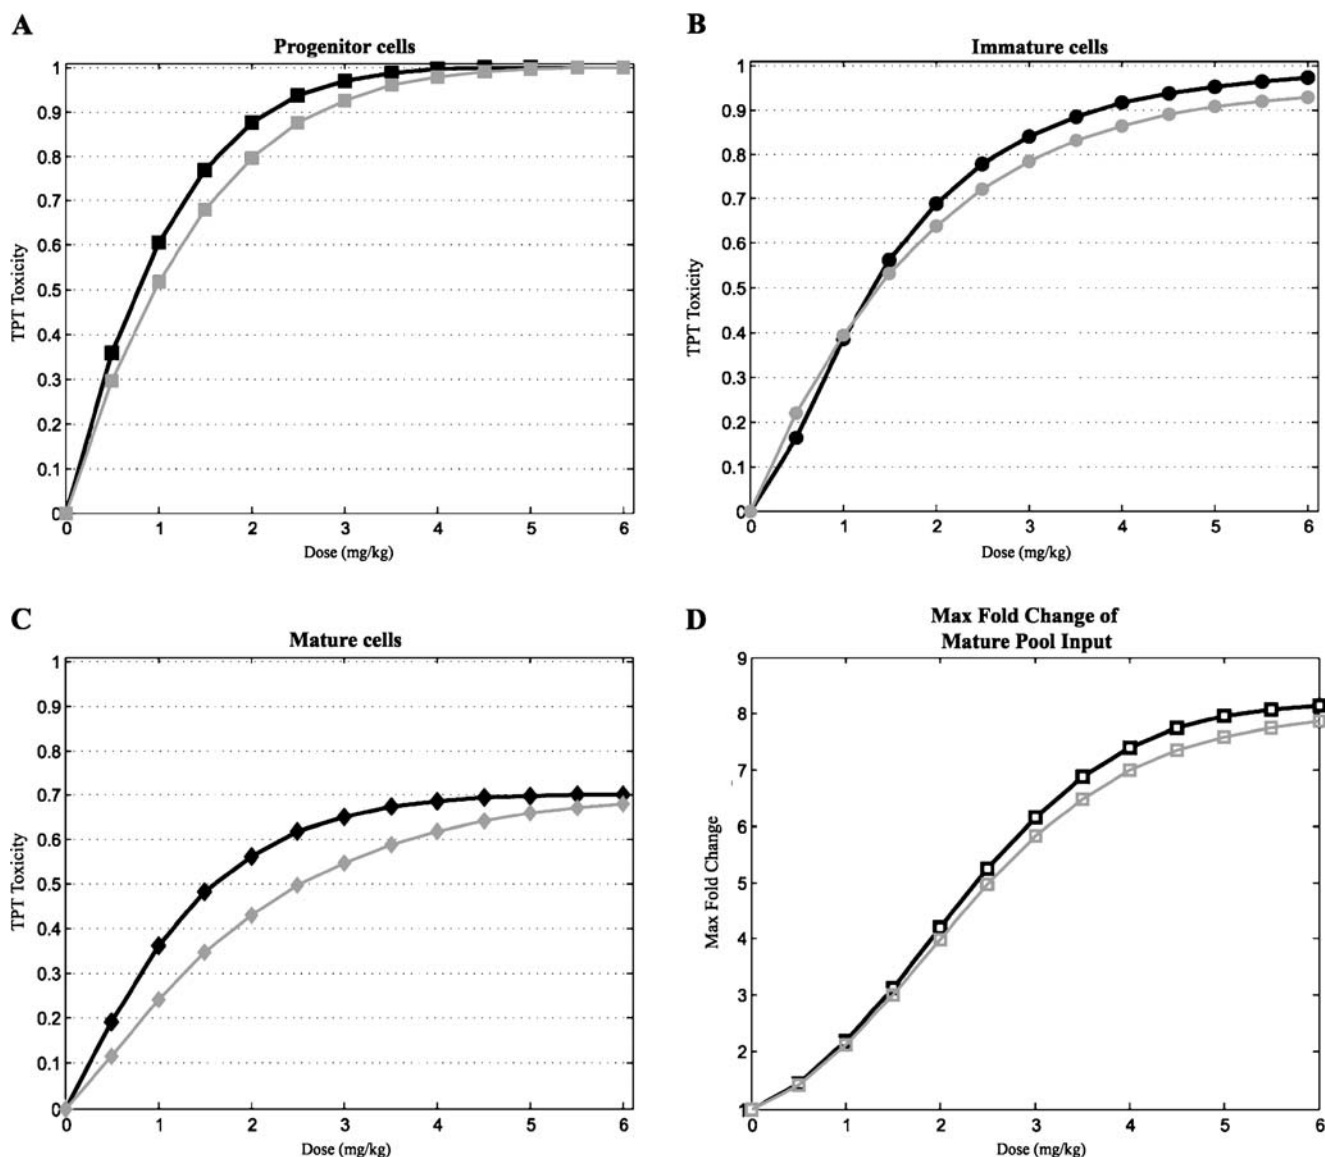 A
Progenitor cells
1
0.9
0.8
0.7
0.6
0.5
0.4
0.3
0.2
0.1
0
TPT Toxicity
0 1 2 3 4 5 6
Dose (mg/kg)
B
Immature cells
1
0.9
0.8
0.7
0.6
0.5
0.4
0.3
0.2
0.1
0
TPT Toxicity
0 1 2 3 4 5 6
Dose (mg/kg)
C
Mature cells
1
0.9
0.8
0.7
0.6
0.5
0.4
0.3
0.2
0.1
0
TPT Toxicity
0 1 2 3 4 5 6
Dose (mg/kg)
D
Max Fold Change of
Mature Pool Input
9
8
7
6
5
4
3
2
1
Max Fold Change
0 1 2 3 4 5 6
Dose (mg/kg)